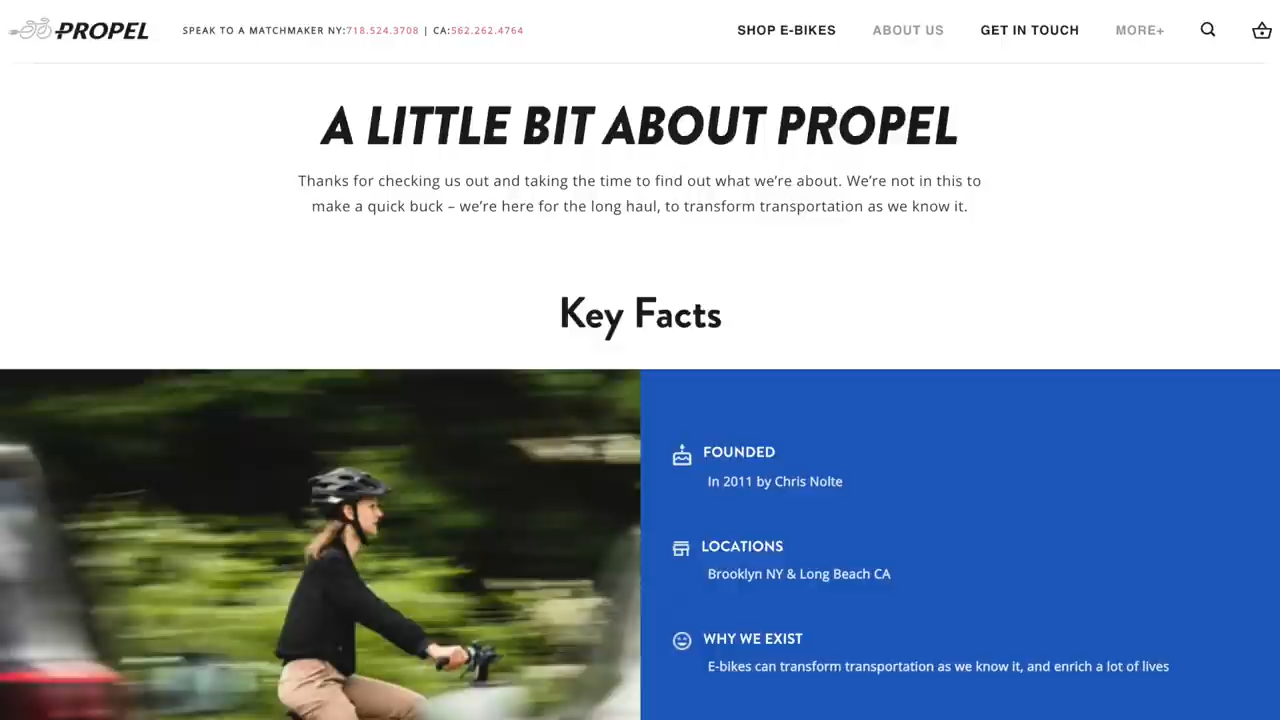 PROPEL
SPEAK TO A MATCHMAKER NY:718.524.3708 | CA:562.262.4764
SHOP E-BIKES
ABOUT US
GET IN TOUCH
MORE+
A LITTLE BIT ABOUT PROPEL
Thanks for checking us out and taking the time to find out what we’re about. We’re not in this to
make a quick buck – we’re here for the long haul, to transform transportation as we know it.
Key Facts
FOUNDED
In 2011 by Chris Nolte
LOCATIONS
Brooklyn NY & Long Beach CA
WHY WE EXIST
E-bikes can transform transportation as we know it, and enrich a lot of lives